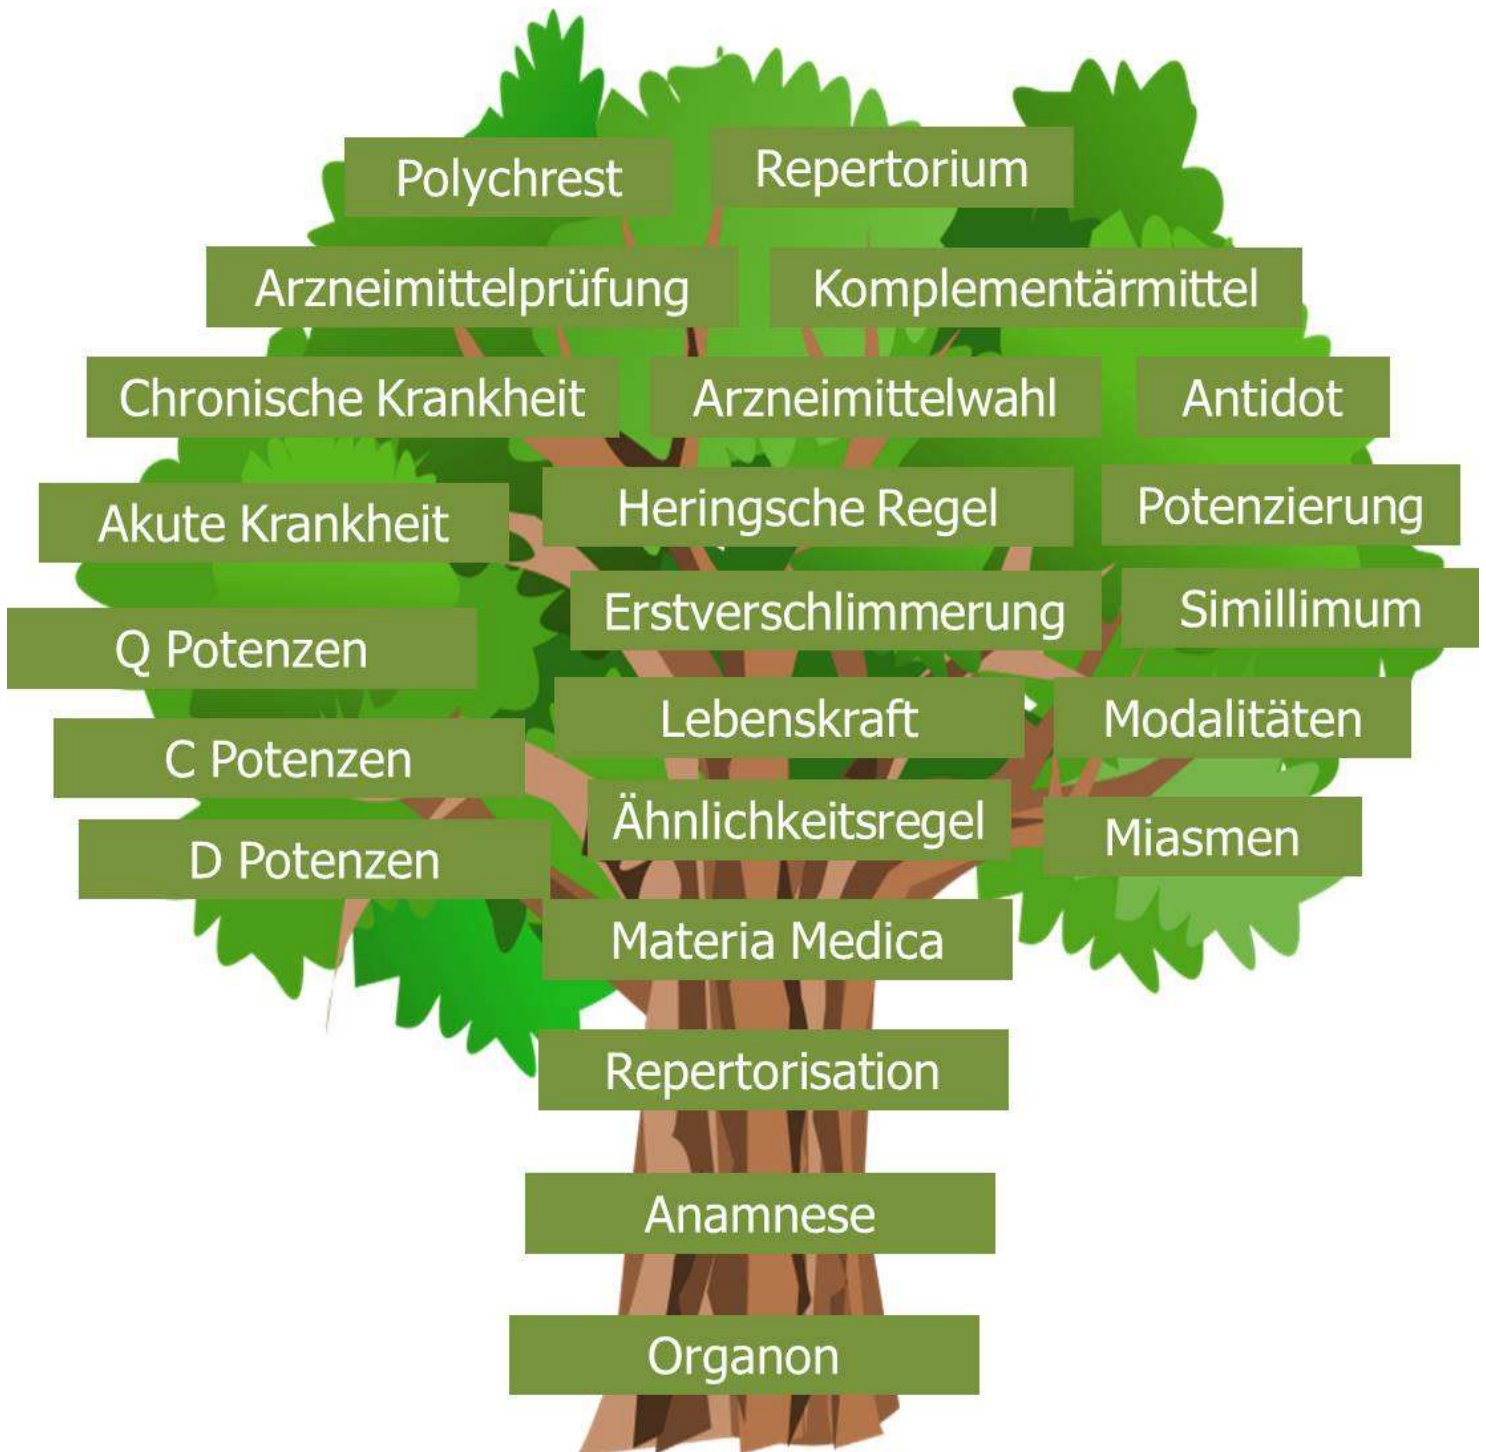 Polychrest
Repertorium
Arzneimittelprüfung
Komplementärmittel
Chronische Krankheit
Arzneimittelwahl
Antidot
Akute Krankheit
Heringsche Regel
Potenzierung
Q Potenzen
Erstverschlimmerung
Simillimum
C Potenzen
Lebenskraft
Modalitäten
D Potenzen
Ähnlichkeitsregel
Miasmen
Materia Medica
Repertorisation
Anamnese
Organon